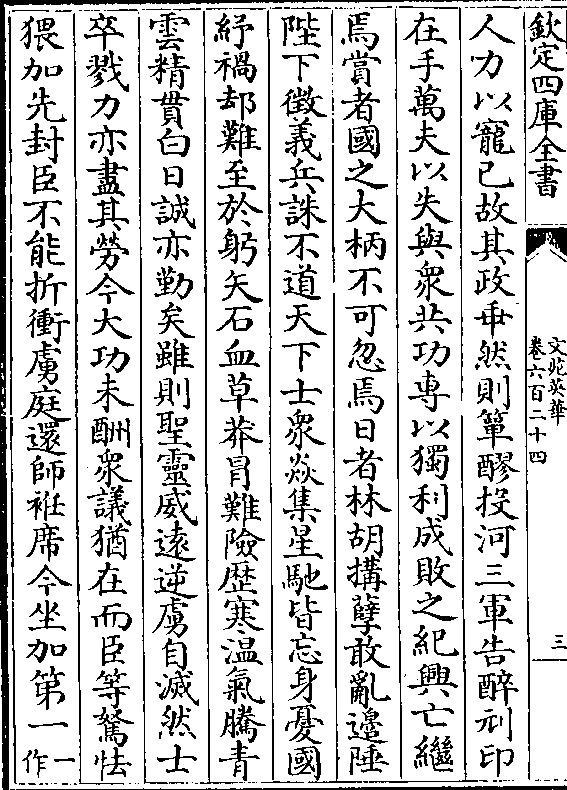 欽定四庫全書
文苑英華
卷六百二十四
三
人力以寵已故其政乖然則簞醪投河三軍告醉刓印
在手萬夫以失與衆共功專以獨利成敗之紀興亡繼
焉賞者國之大柄不可忽焉日者林胡搆孽敢亂邉陲
陛下徵義兵誅不道天下士衆焱集星馳皆忘身憂國
紓禍却難至於躬矢石血草莽冒難險歴寒温氣騰青
雲精貫白日誠亦勤矣雖則聖靈威遠逆虜自滅然士
卒戮力亦盡其勞今大功未酬衆議猶在而臣等駑怯
猥加先封臣不能折衝虜庭還師袵席今坐加第一一作